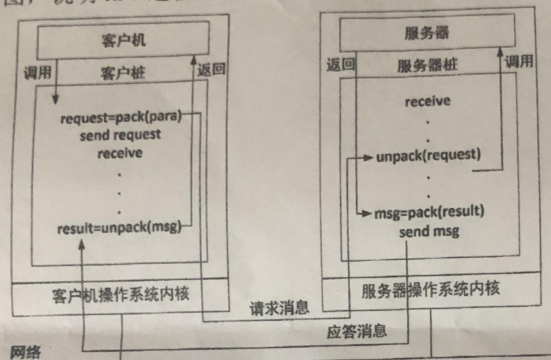 客户机
调用
客户桩
返回
request=pack(para)
send request
receive
.
.
.
result=unpack(msg)
客户机操作系统内核
服务器
返回
服务器桩
调用
receive
.
.
unpack(request)
.
.
msg=pack(result)
send msg
服务器操作系统内核
请求消息
应答消息
网络